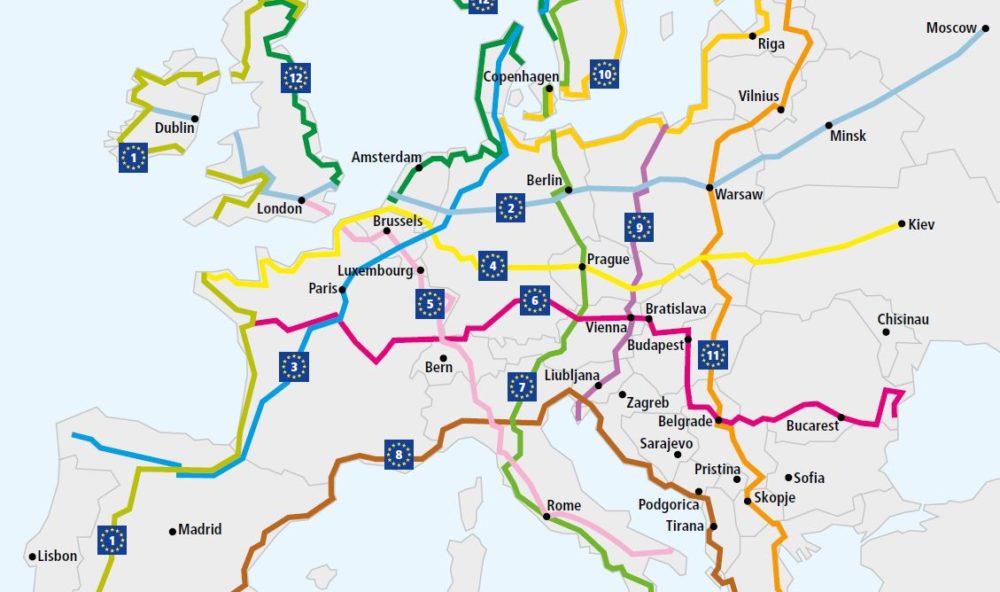 12
Moscow
Riga
12
Copenhagen
10
Vilnius
Dublin
Minsk
1
Amsterdam
Berlin
Warsaw
London
2
Brussels
9
Kiev
Prague
4
Luxembourg
Paris
5
6
Bratislava
Vienna
Chisinau
Budapest
11
3
Bern
Liubljana
7
Zagreb
Belgrade
Bucarest
Sarajevo
8
Pristina
Sofia
Podgorica
Skopje
Rome
Tirana
Madrid
1
Lisbon